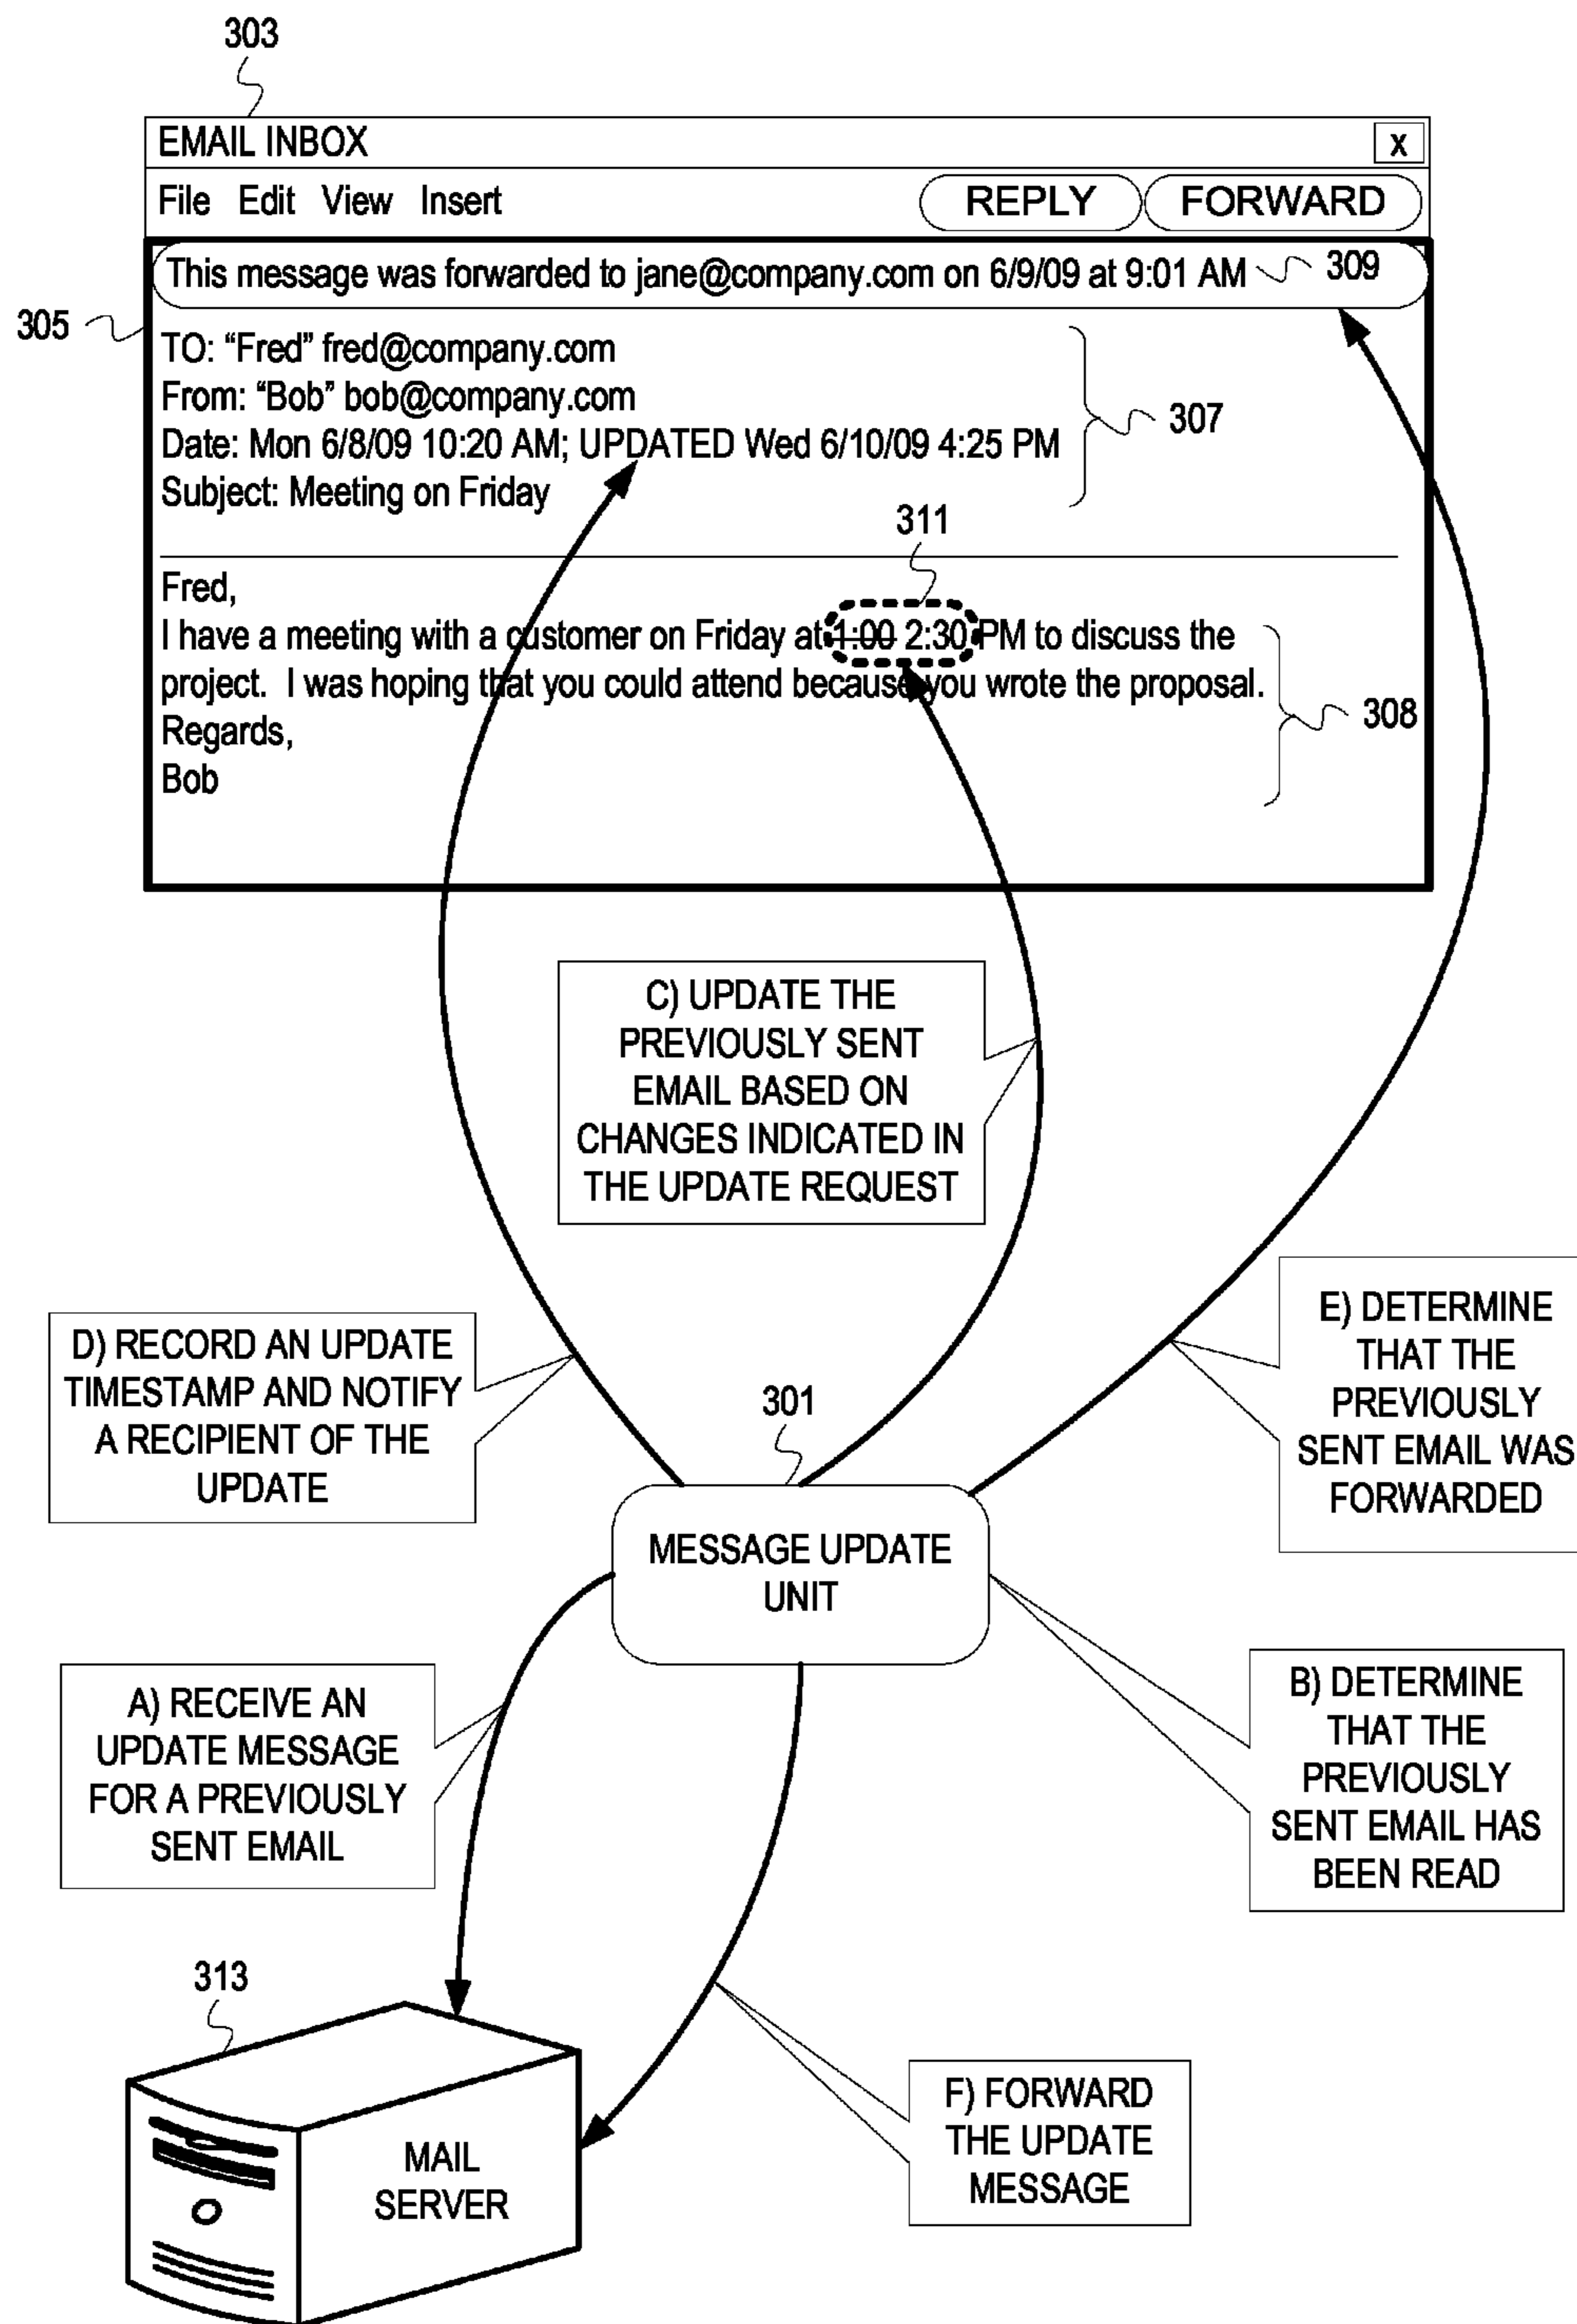 303
EMAIL INBOX
X
File Edit View Insert
REPLY
FORWARD
This message was forwarded to jane@company.com on 6/9/09 at 9:01 AM
309
305
TO: “Fred” fred@company.com
From: “Bob” bob@company.com
Date: Mon 6/8/09 10:20 AM; UPDATED Wed 6/10/09 4:25 PM
Subject: Meeting on Friday
307
311
Fred,
I have a meeting with a customer on Friday at 1:00 2:30 PM to discuss the
project. I was hoping that you could attend because you wrote the proposal.
Regards,
Bob
308
C) UPDATE THE
PREVIOUSLY SENT
EMAIL BASED ON
CHANGES INDICATED IN
THE UPDATE REQUEST
D) RECORD AN UPDATE
TIMESTAMP AND NOTIFY
A RECIPIENT OF THE
UPDATE
E) DETERMINE
THAT THE
PREVIOUSLY
SENT EMAIL WAS
FORWARDED
301
MESSAGE UPDATE
UNIT
A) RECEIVE AN
UPDATE MESSAGE
FOR A PREVIOUSLY
SENT EMAIL
B) DETERMINE
THAT THE
PREVIOUSLY
SENT EMAIL HAS
BEEN READ
313
MAIL
SERVER
F) FORWARD
THE UPDATE
MESSAGE